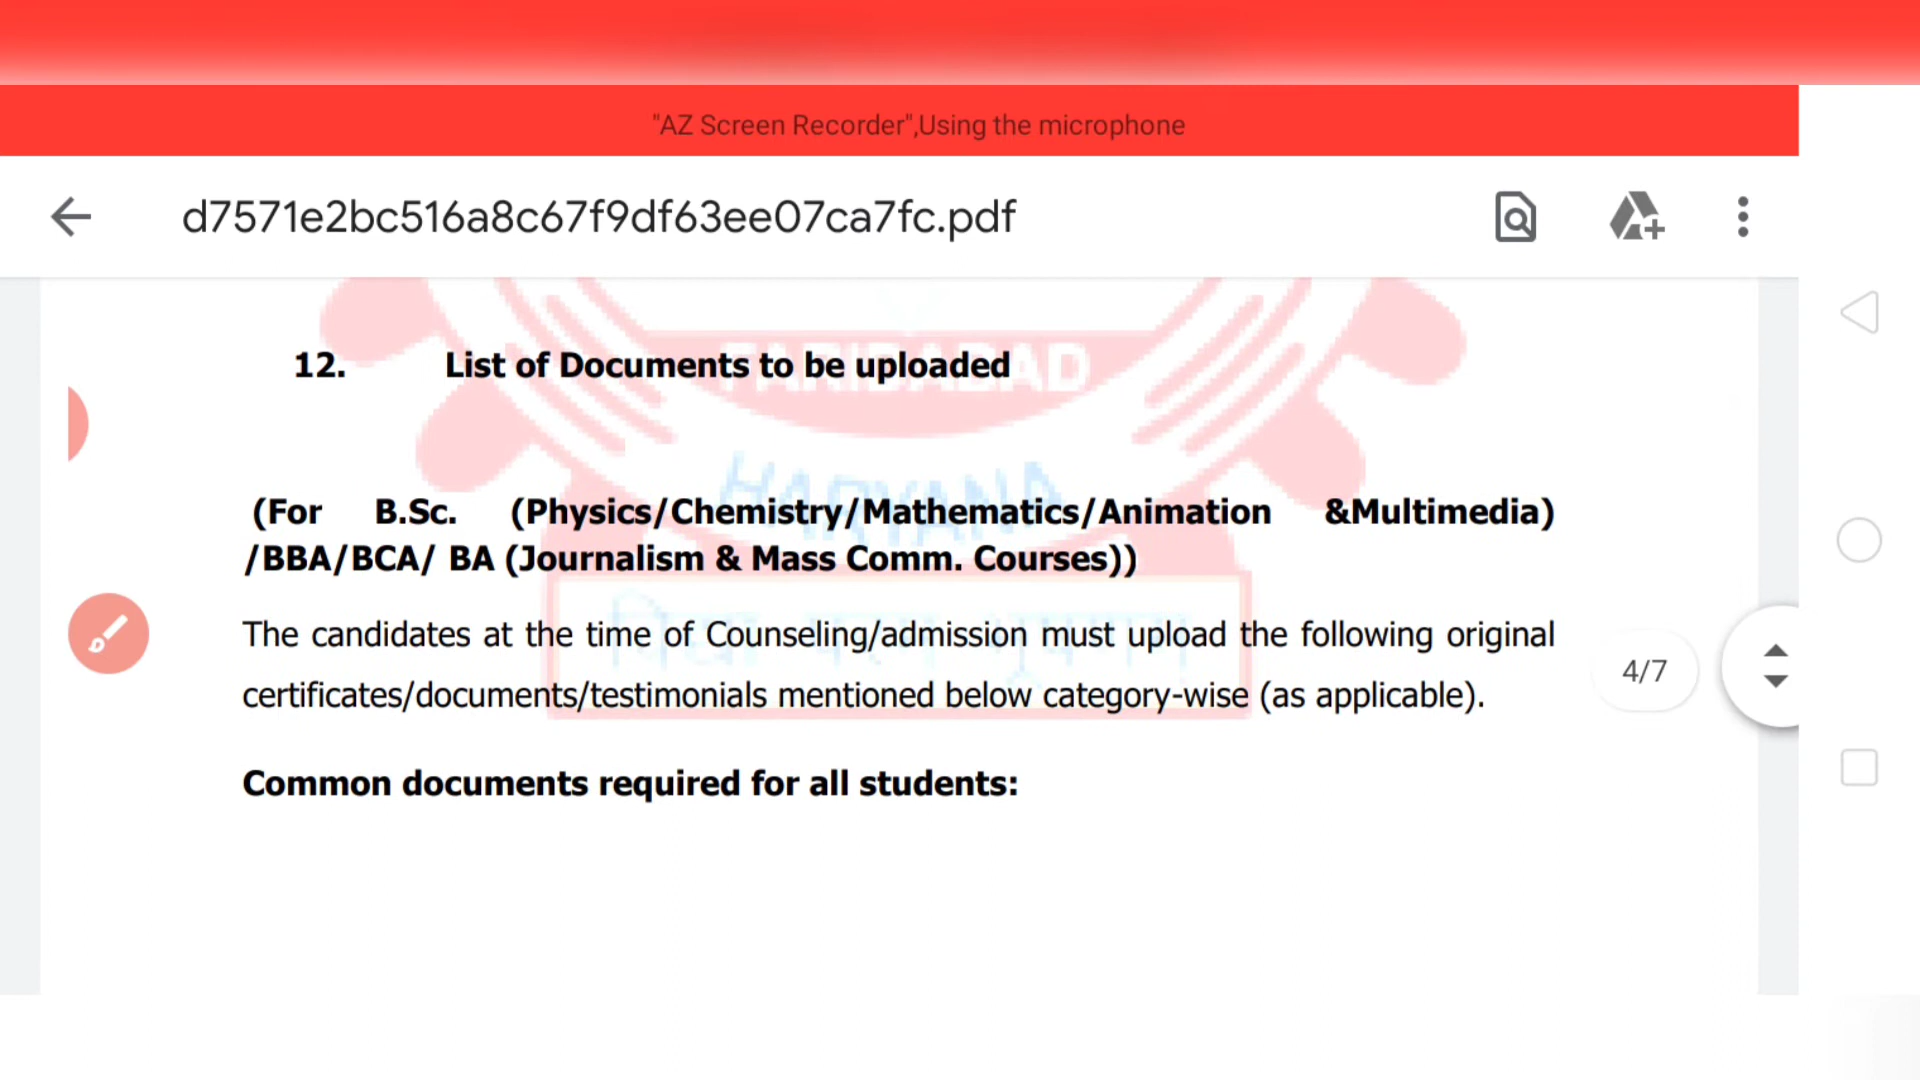 "AZ Screen Recorder",Using the microphone
d7571e2bc516a8c67f9df63ee07ca7fc.pdf
FARIDABAD
12. List of Documents to be uploaded
HARYANA
(For B.Sc. (Physics/Chemistry/Mathematics/Animation &Multimedia)
/BBA/BCA/ BA (Journalism & Mass Comm. Courses))
The candidates at the time of Counseling/admission must upload the following original
certificates/documents/testimonials mentioned below category-wise (as applicable).
4/7
Common documents required for all students: